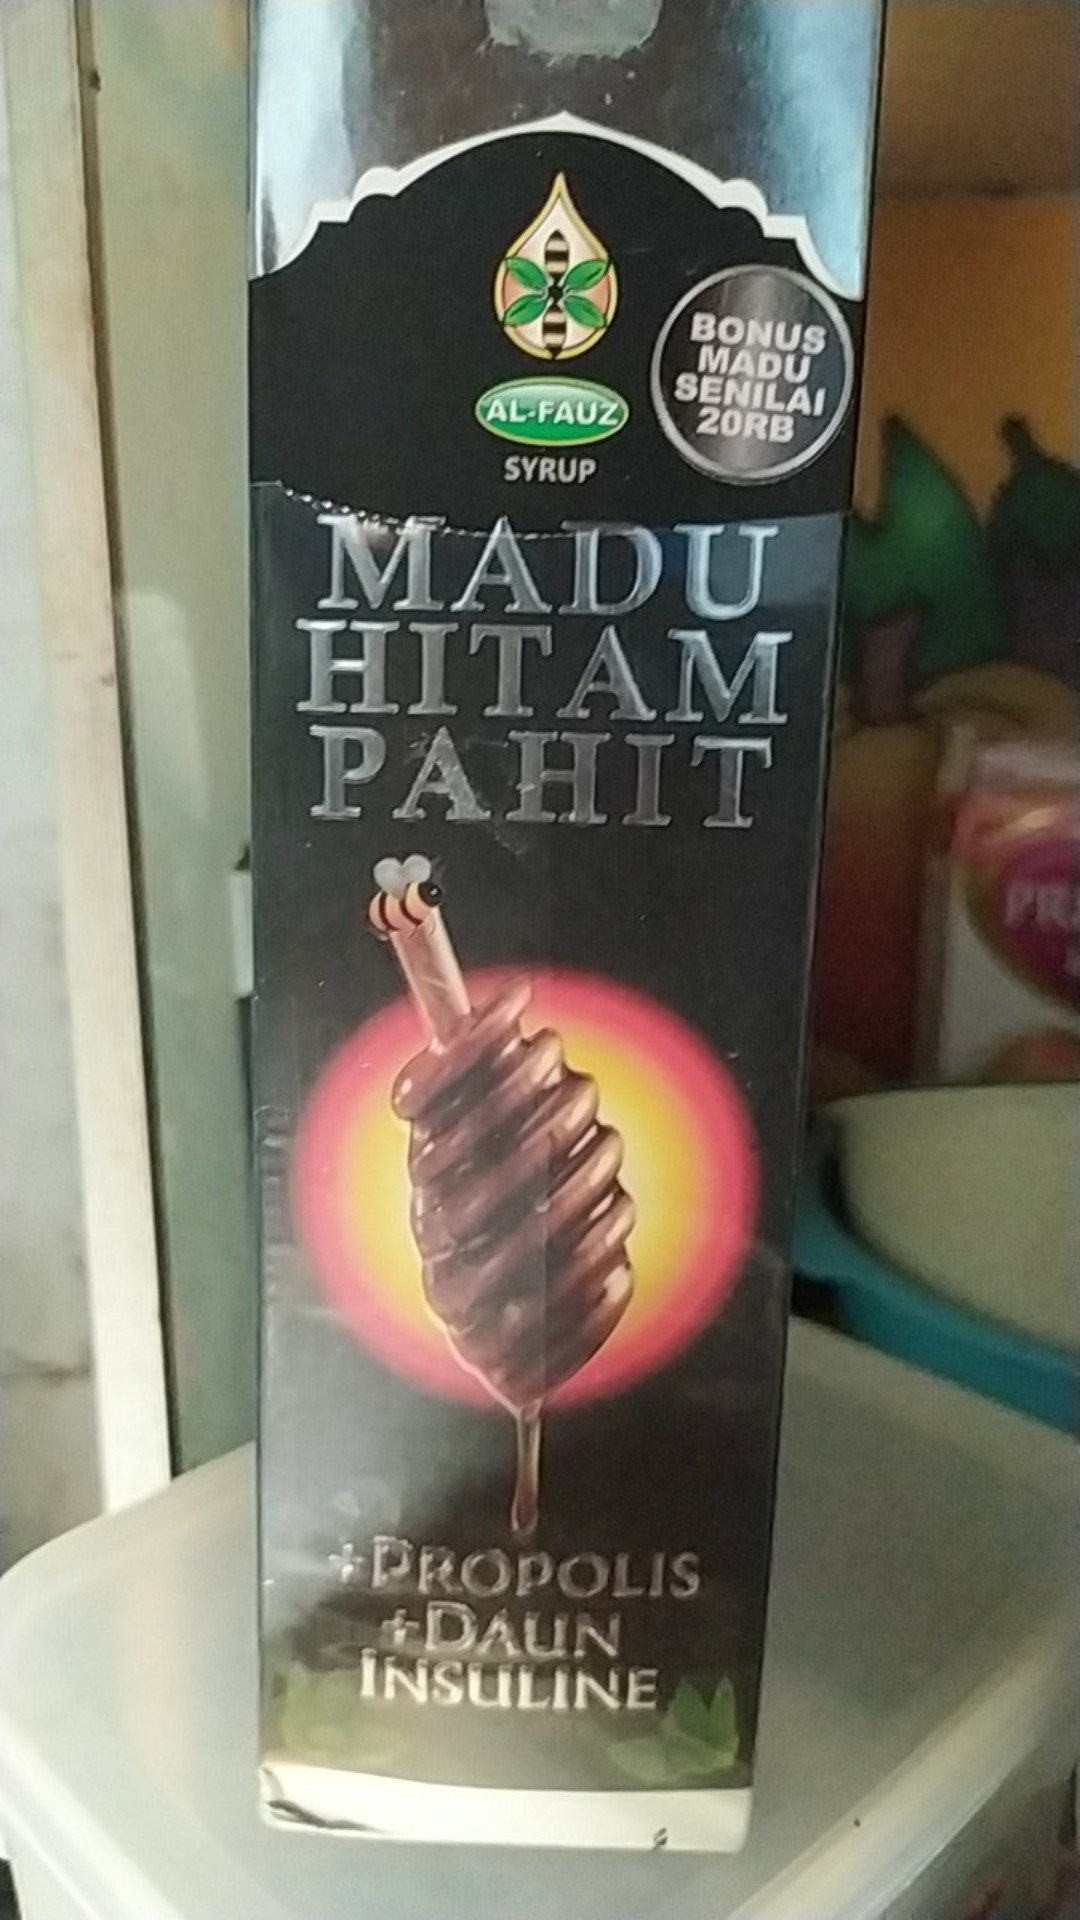 AL-FAUZ
SYRUP
BONUS
MADU
SENILAI
20RB
MADU
HITAM
PAHIT
+PROPOLIS
+DAUN
INSULINE